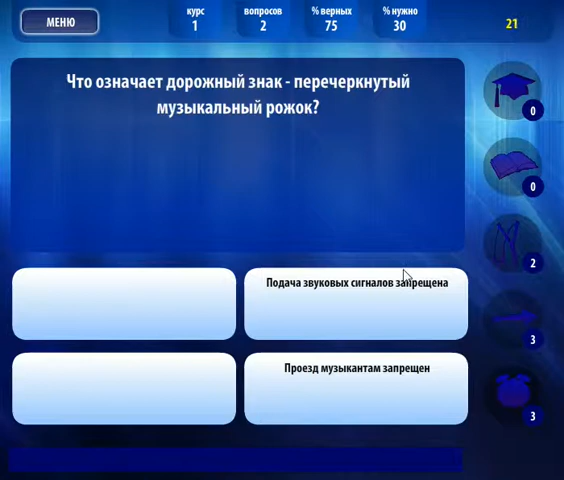 МЕНЮ
курс
1
вопросов
2
% верных
75
% нужно
30
21
Что означает дорожный знак - перечеркнутый
музыкальный рожок?
0
0
2
3
3
Подача звуковых сигналов запрещена
Проезд музыкантам запрещен